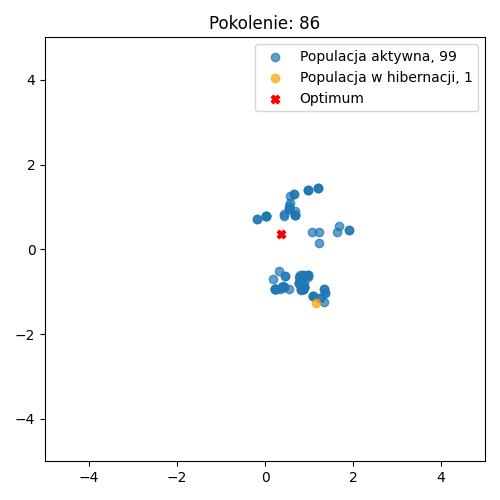 Pokolenie: 86
Populacja aktywna, 99
Populacja w hibernacji, 1
Optimum
4
2
0
−2
−4
−4 −2 0 2 4